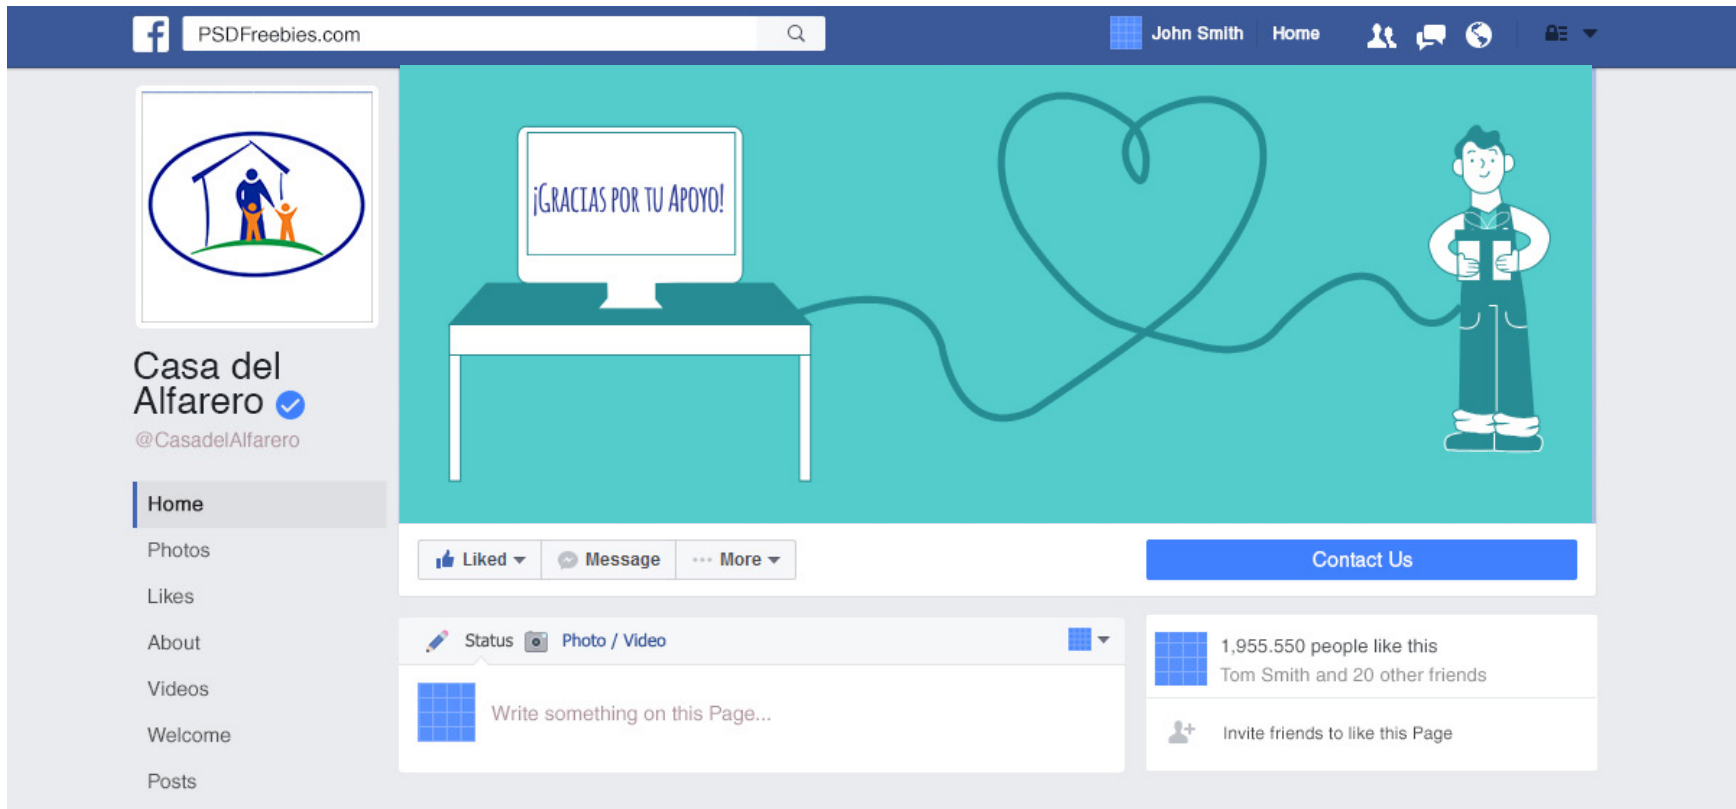 PSDFreebies.com
John Smith
Home
¡GRACIAS POR TU APOYO!
Casa del
Alfarero
@CasadelAlfarero
Home
Photos
Likes
About
Videos
Welcome
Posts
Liked
Message
More
Contact Us
Status
Photo / Video
Write something on this Page...
1,955.550 people like this
Tom Smith and 20 other friends
Invite friends to like this Page